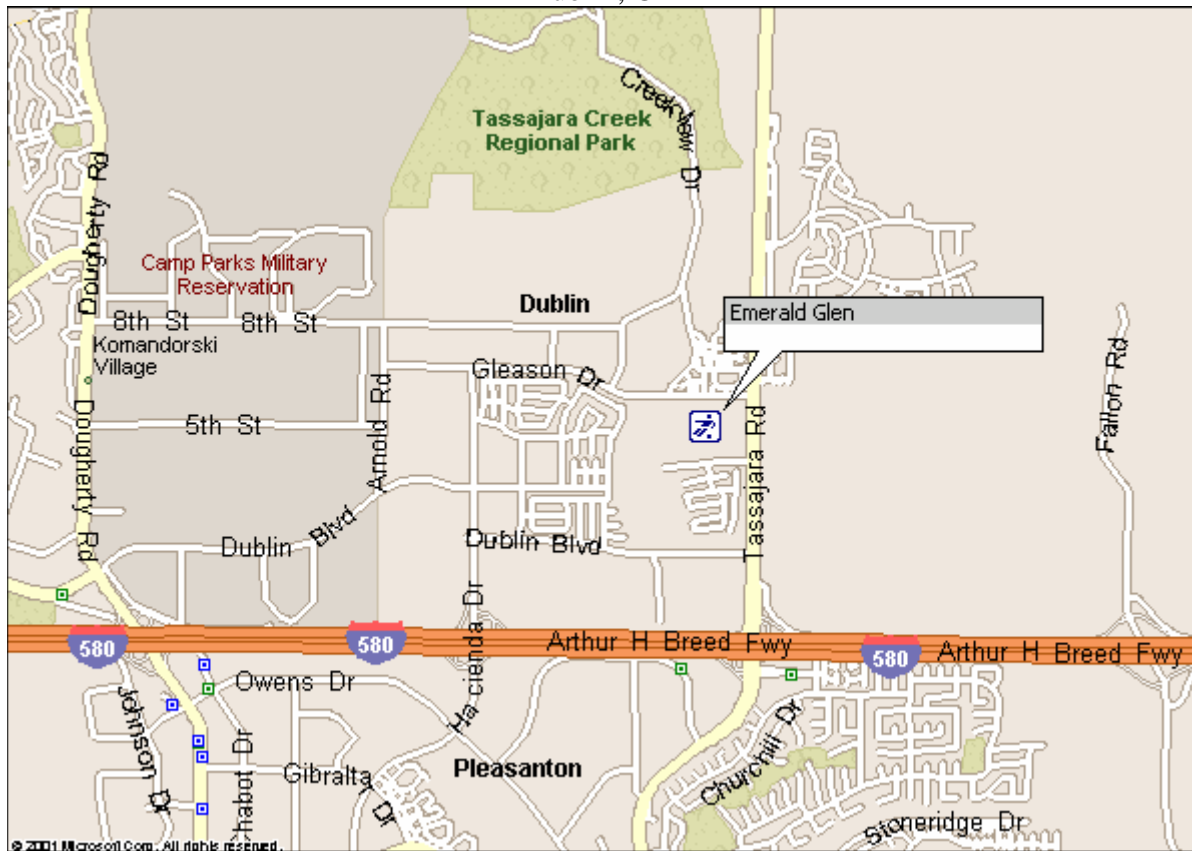 Creekview Dr
Tassajara Creek
Regional Park
Dougherty Rd
Camp Parks Military
Reservation
Dublin
Emerald Glen
8th St
8th St
Komandorski
Village
Gleason Dr
Fallon Rd
Arnold Rd
5th St
Tassajara Rd
Dougherty Rd
Dublin Blvd
Dublin Blvd
Hacienda Dr
580
580
Arthur H Breed Fwy
580
Arthur H Breed Fwy
Owens Dr
Johnson Dr
Chabot Dr
Gibralta r Dr
Pleasanton
Churchill Dr
Stoneridge Dr
© 2001 Microsoft Corp. All rights reserved.